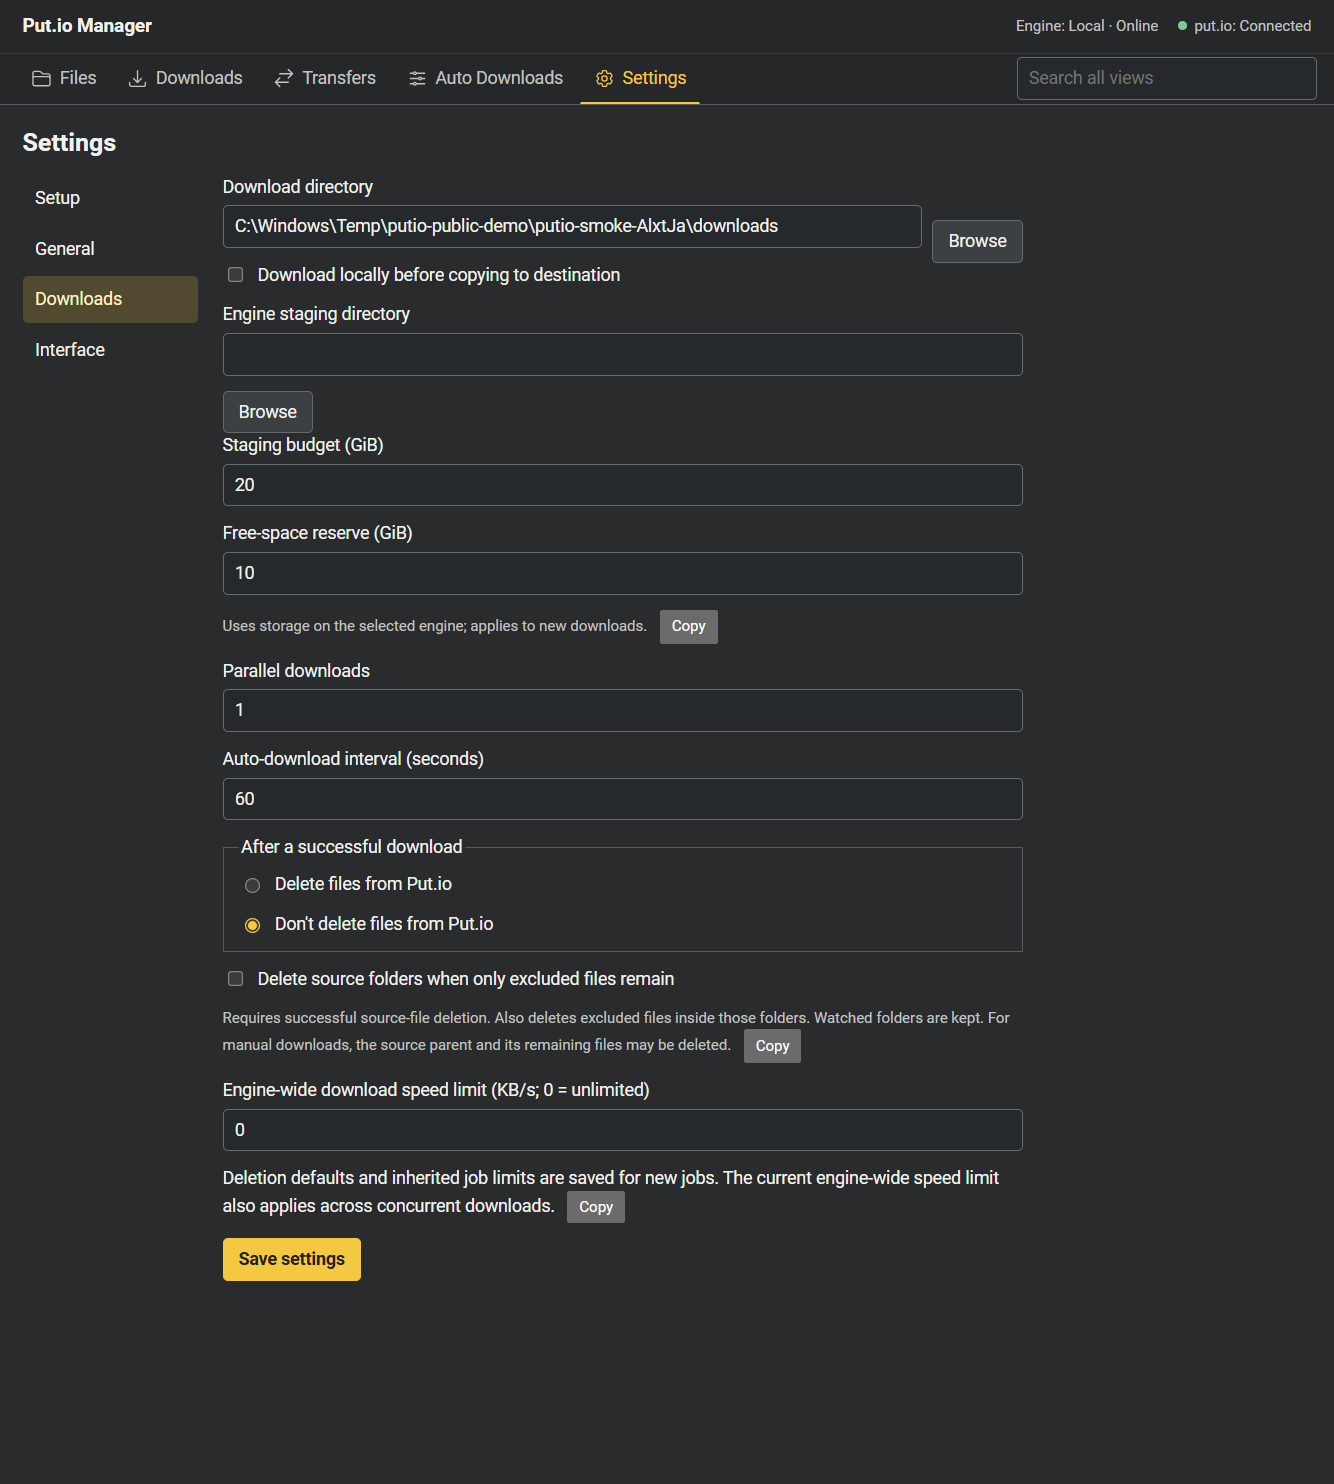 Put.io Manager
Engine: Local · Online
put.io: Connected
Files
Downloads
Transfers
Auto Downloads
Settings
Search all views
Settings
Setup
General
Downloads
Interface
Download directory
C:\Windows\Temp\putio-public-demo\putio-smoke-AlxtJa\downloads
Browse
Download locally before copying to destination
Engine staging directory
Browse
Staging budget (GiB)
20
Free-space reserve (GiB)
10
Uses storage on the selected engine; applies to new downloads.
Copy
Parallel downloads
1
Auto-download interval (seconds)
60
After a successful download
Delete files from Put.io
Don't delete files from Put.io
Delete source folders when only excluded files remain
Requires successful source-file deletion. Also deletes excluded files inside those folders. Watched folders are kept. For
manual downloads, the source parent and its remaining files may be deleted.
Copy
Engine-wide download speed limit (KB/s; 0 = unlimited)
0
Deletion defaults and inherited job limits are saved for new jobs. The current engine-wide speed limit
also applies across concurrent downloads.
Copy
Save settings